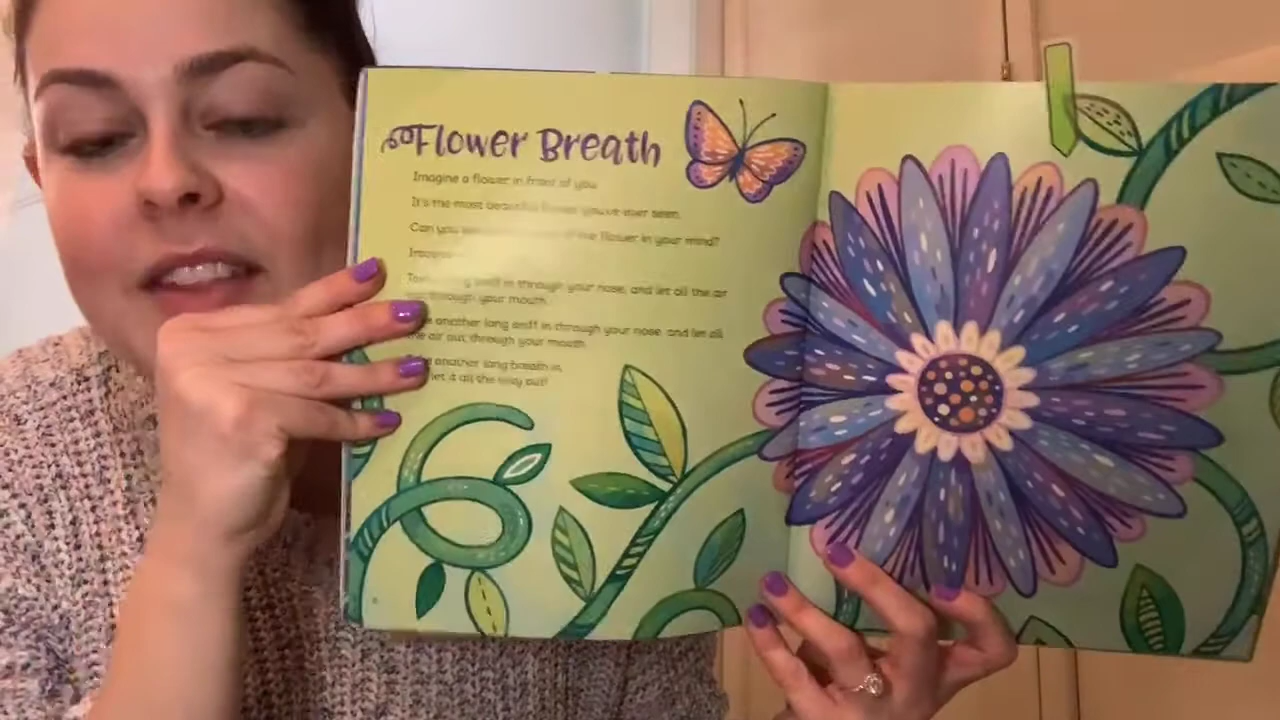 Flower Breath
Imagine a flower in front of you.
It's the most beautiful flower you've ever seen.
Can you the flower in your mind?
sniff in through your nose, and let all the air
through your mouth.
another long sniff in through your nose, and let all
the air out through your mouth.
another long breath in,
let it all the way out!